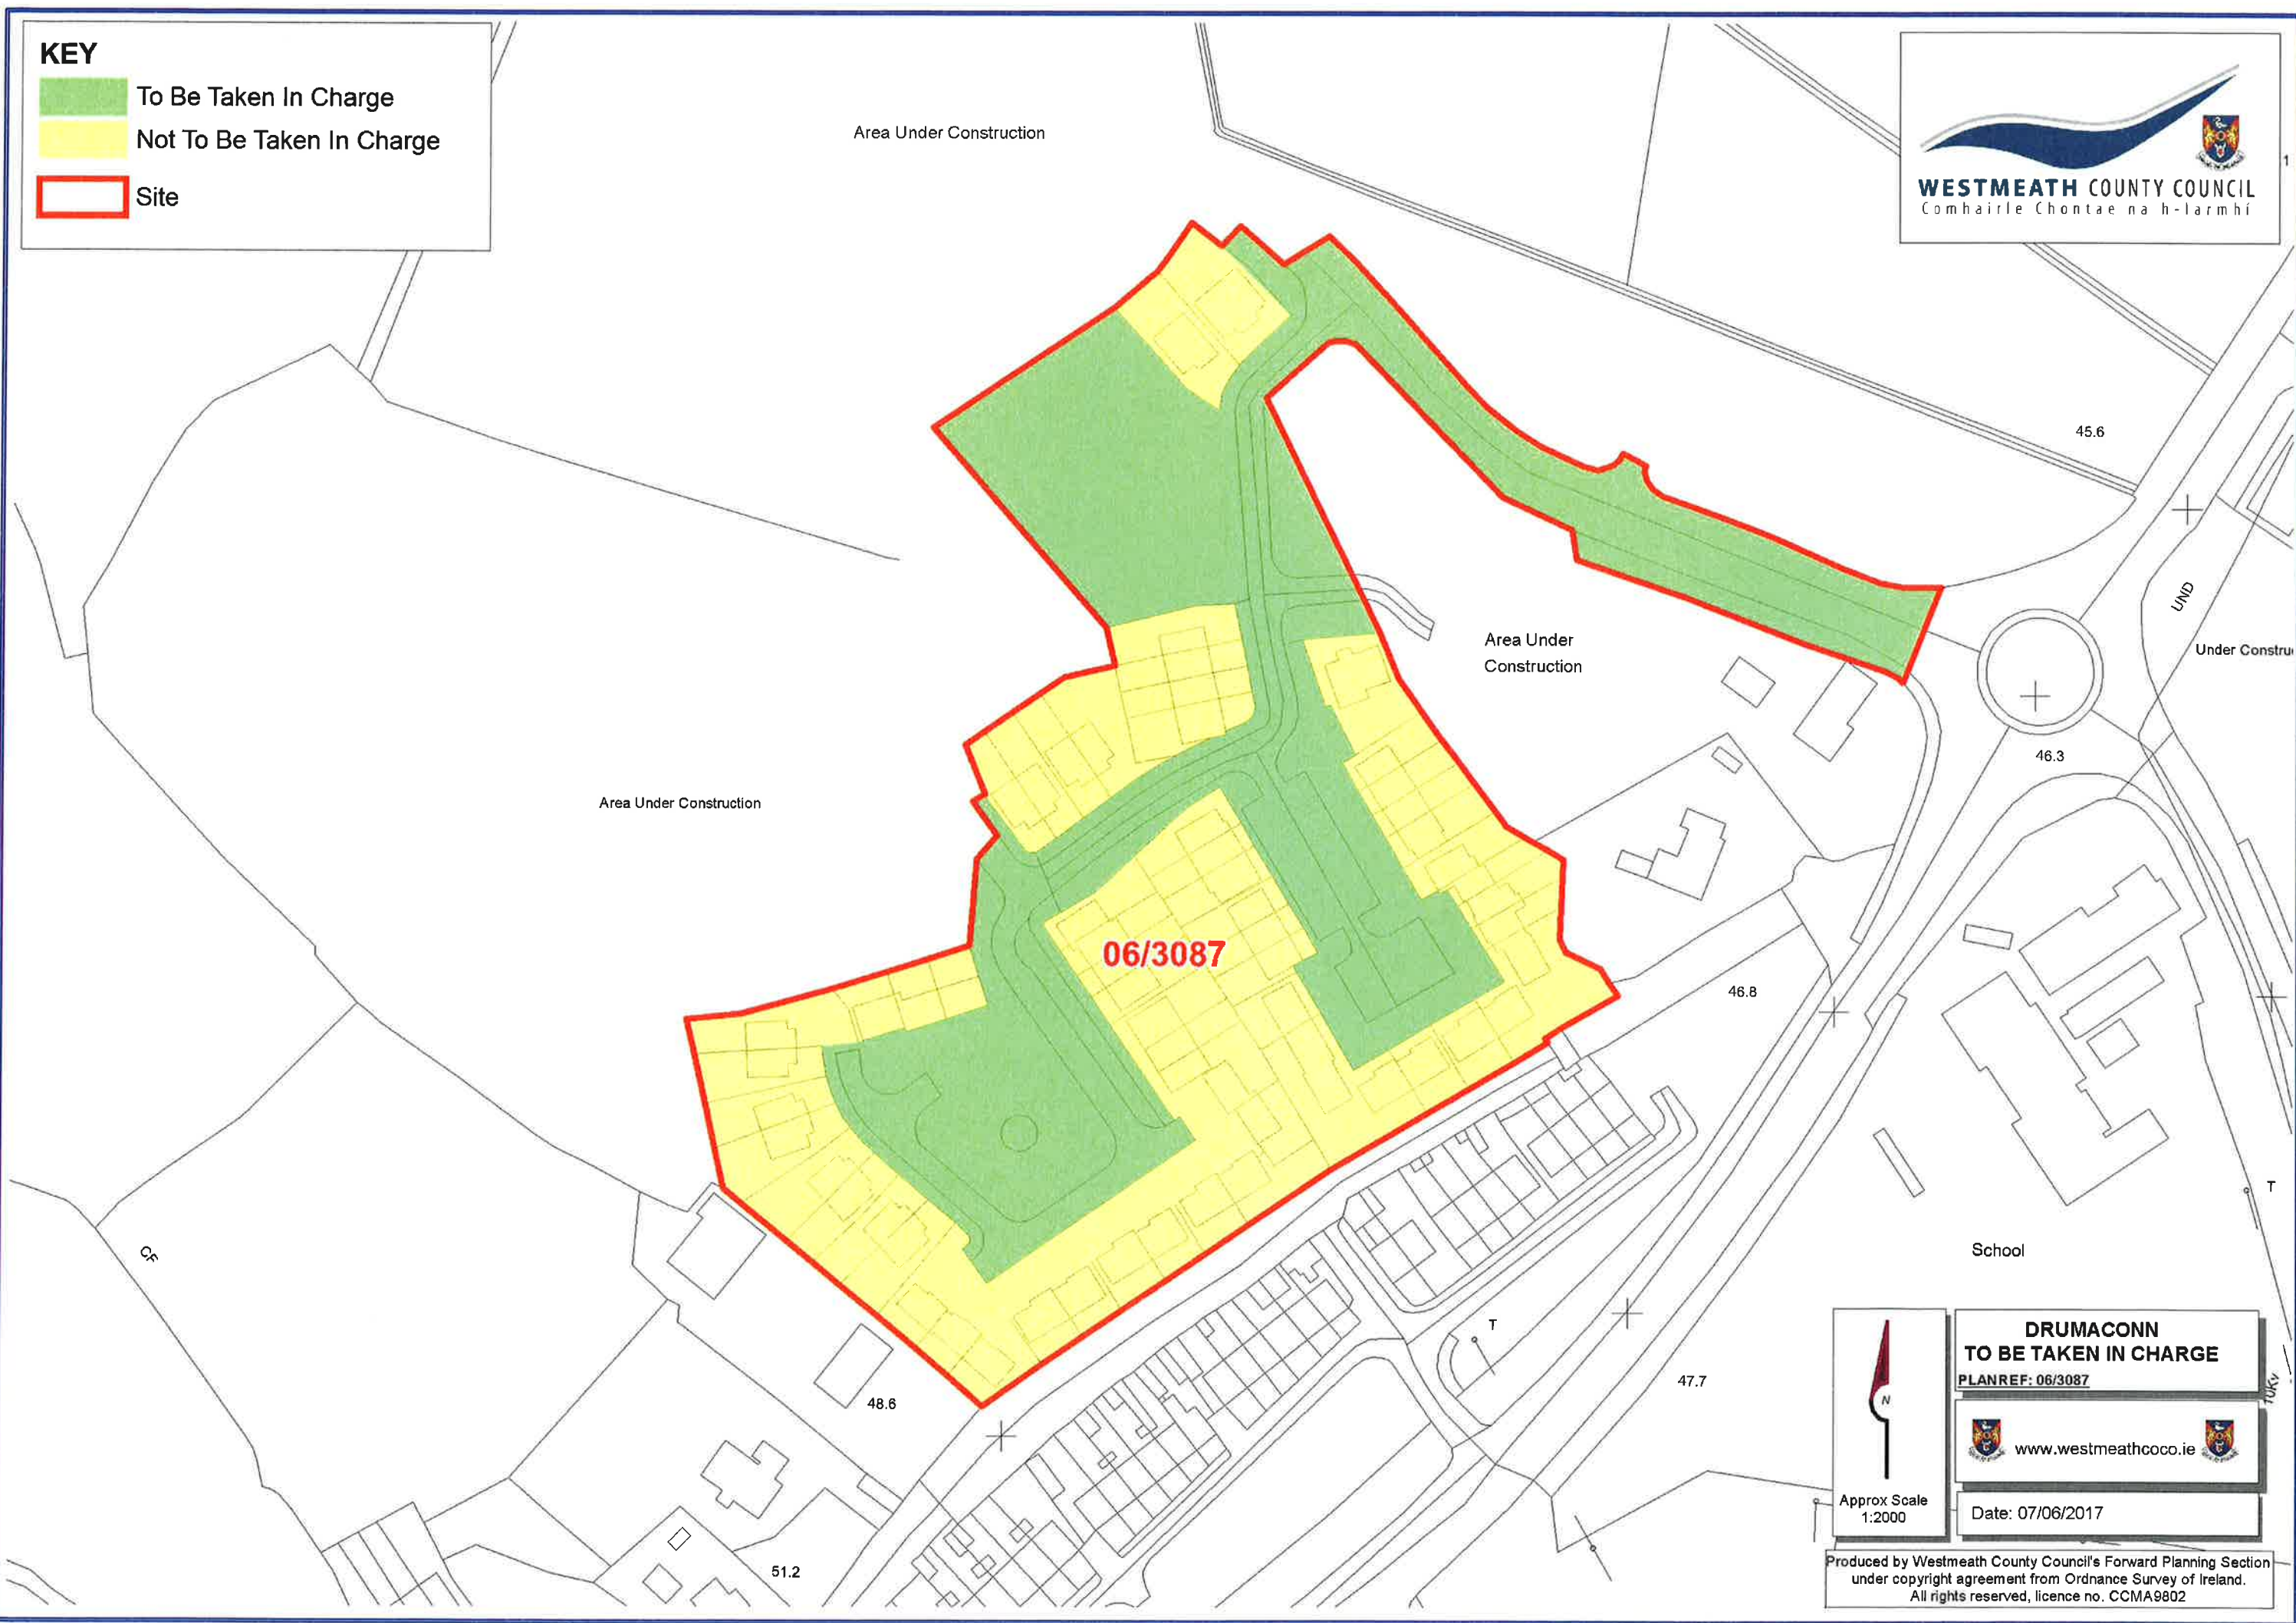 KEY
To Be Taken In Charge
Not To Be Taken In Charge
Site
Area Under Construction
WESTMEATH COUNTY COUNCIL
Comhairle Chontae na h-Iarmhí
1
45.6
UND
Under Constru
Area Under
Construction
46.3
Area Under Construction
06/3087
46.8
T
School
CF
T
47.7
48.6
51.2
10Kv
N
Approx Scale
1:2000
DRUMACONN
TO BE TAKEN IN CHARGE
PLANREF: 06/3087
www.westmeathcoco.ie
Date: 07/06/2017
Produced by Westmeath County Council's Forward Planning Section
under copyright agreement from Ordnance Survey of Ireland.
All rights reserved, licence no. CCMA9802